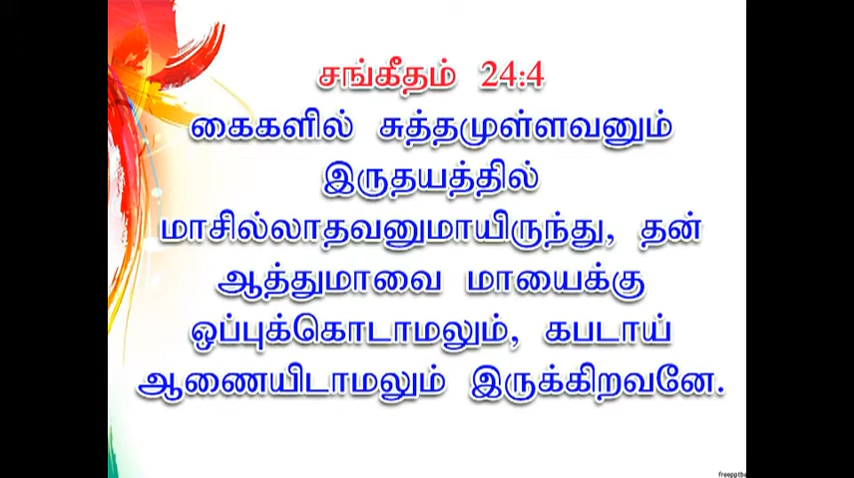 சங்கீதம் 24:4
கைகளில் சுத்தமுள்ளவனும்
இருதயத்தில்
மாசில்லாதவனுமாயிருந்து, தன்
ஆத்துமாவை மாயைக்கு
ஒப்புக்கொடாமலும், கபடாய்
ஆணையிடாமலும் இருக்கிறவனே.